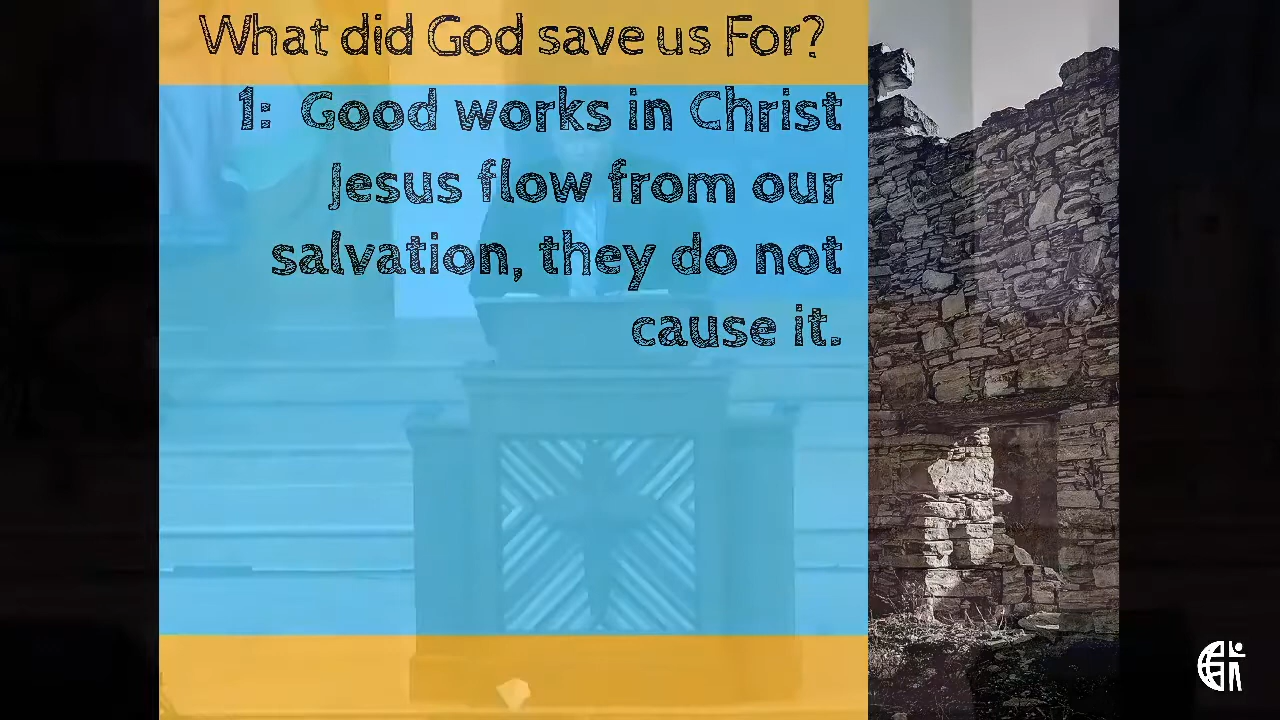 What did God save us For?
1:  Good works in Christ
Jesus flow from our
salvation, they do not
cause it.